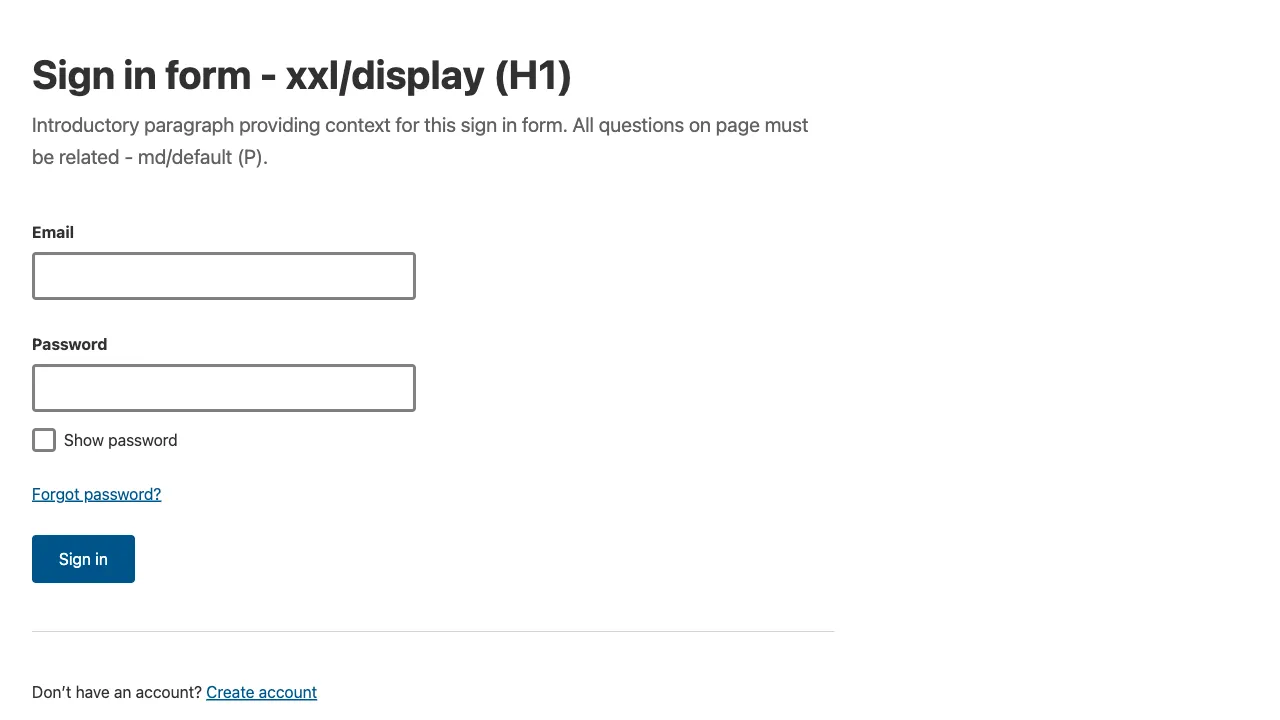 Sign in form - xxl/display (H1)
Introductory paragraph providing context for this sign in form. All questions on page must
be related - md/default (P).
Email
Password
Show password
Forgot password?
Sign in
Don’t have an account? Create account